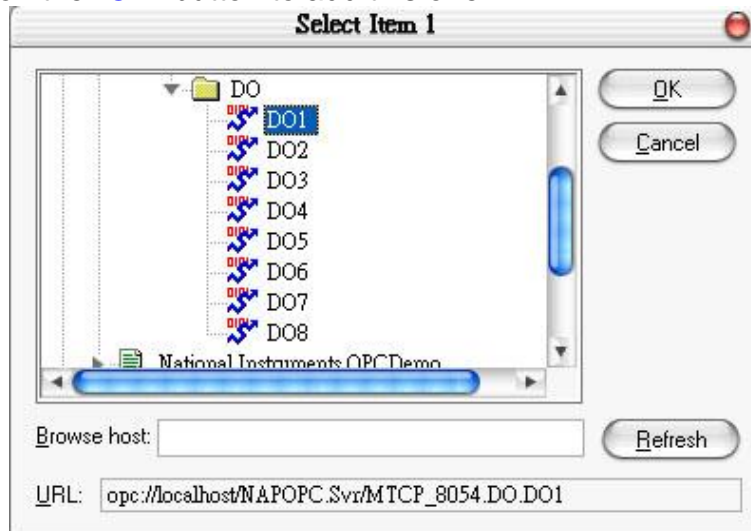 Select Item 1
DO
DO1
DO2
DO3
DO4
DO5
DO6
DO7
DO8
National Instruments OPCDemo
OK
Cancel
Browse host:
Refresh
URL: opc://localhost/NAPOPC.Svr/MTCP_8054.DO.DO1